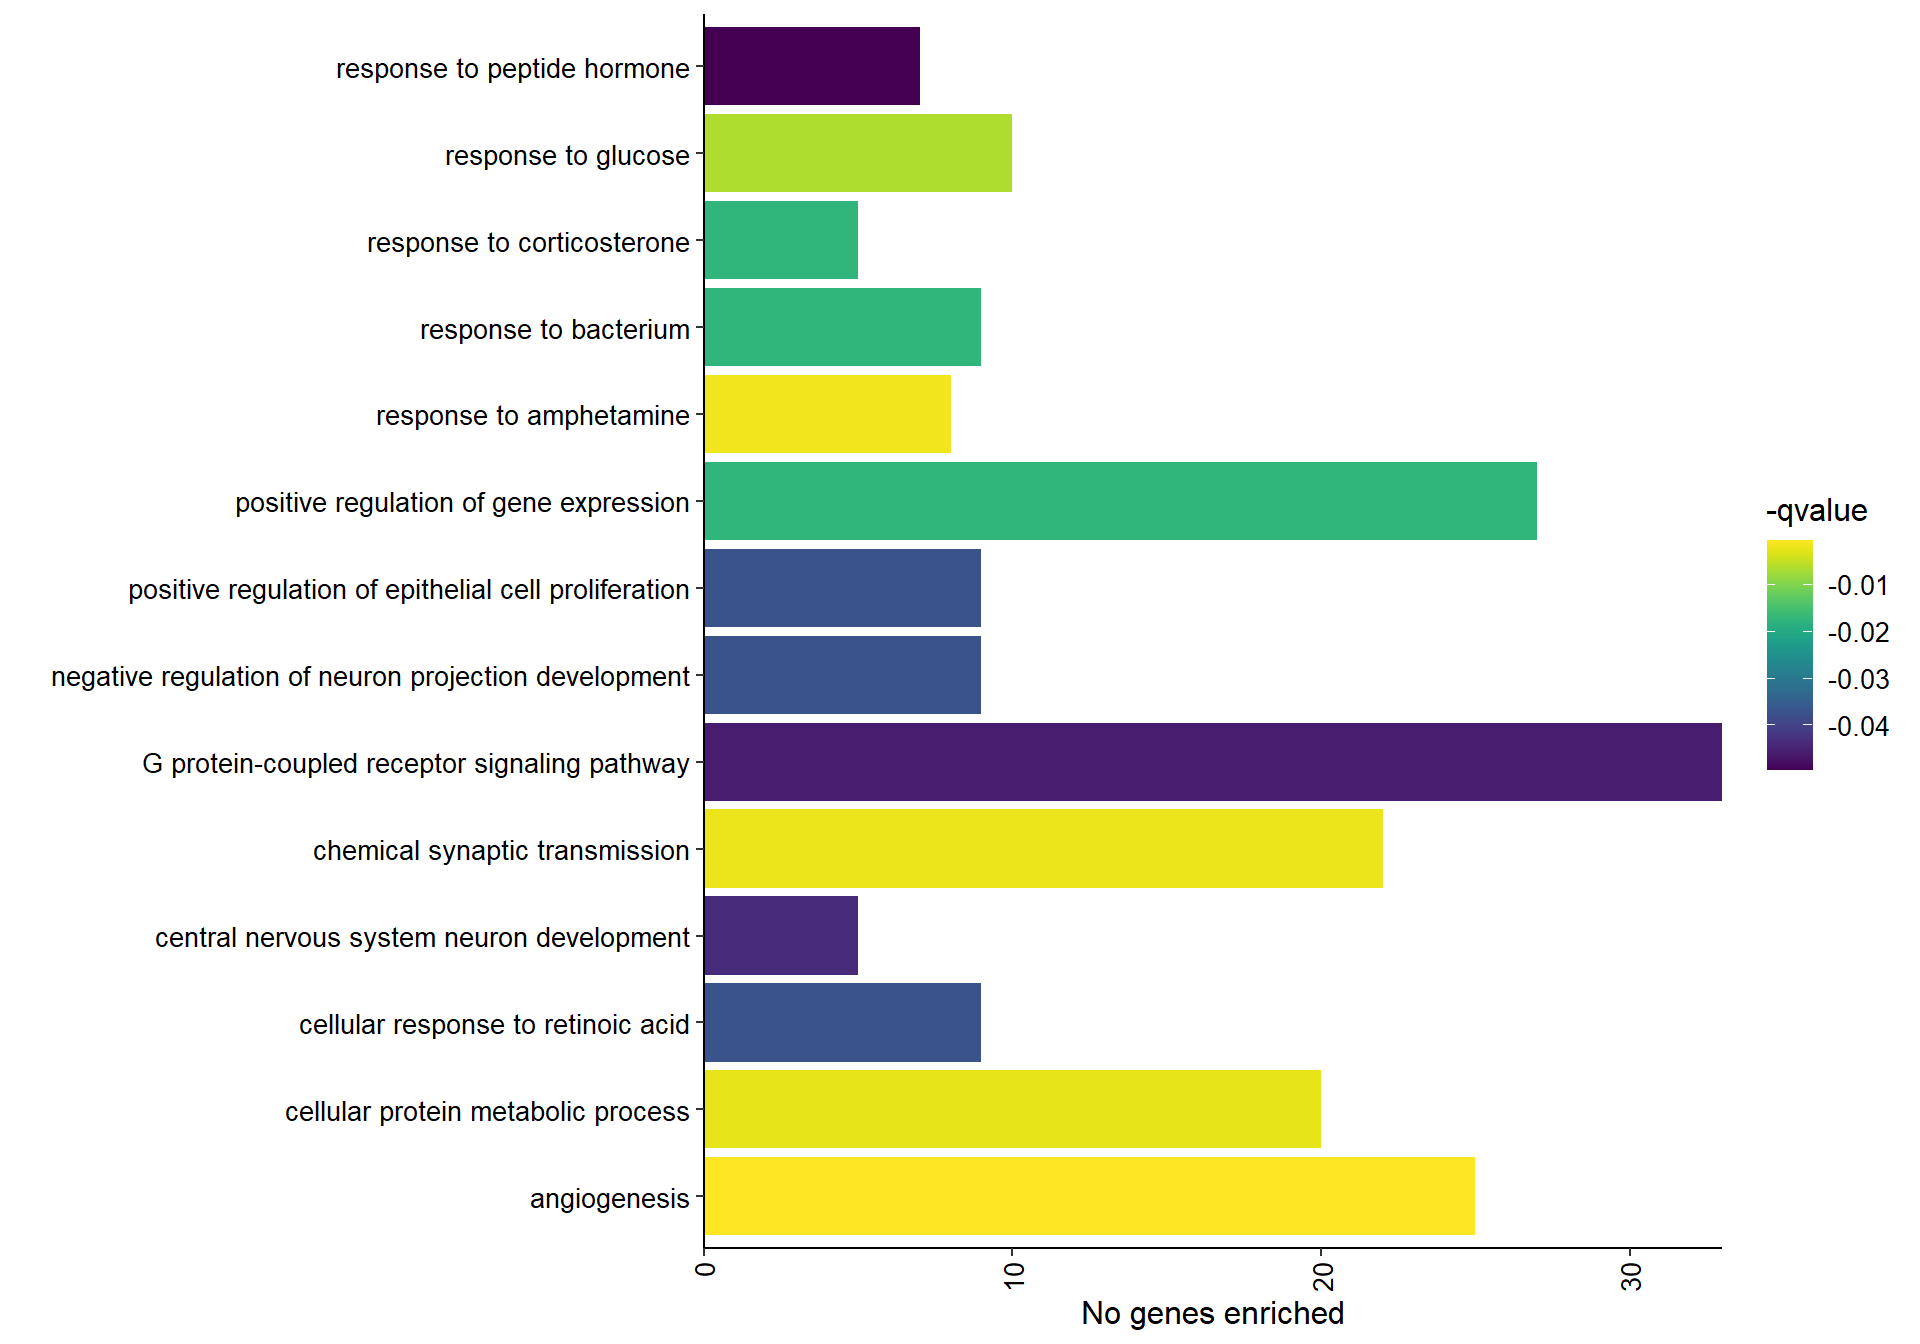 response to peptide hormone
response to glucose
response to corticosterone
response to bacterium
response to amphetamine
positive regulation of gene expression
positive regulation of epithelial cell proliferation
negative regulation of neuron projection development
G protein-coupled receptor signaling pathway
chemical synaptic transmission
central nervous system neuron development
cellular response to retinoic acid
cellular protein metabolic process
angiogenesis
0
10
20
30
No genes enriched
-qvalue
-0.01
-0.02
-0.03
-0.04